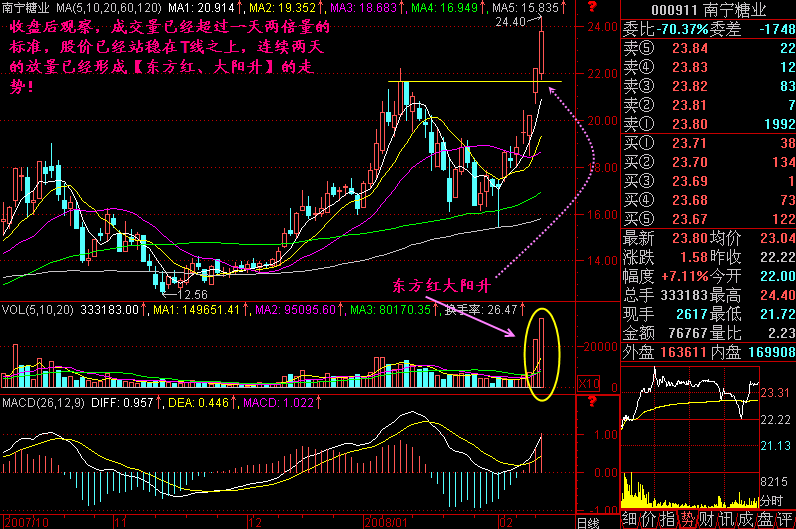 南宁糖业 MA(5,10,20,60,120) MA1: 20.914↑, MA2: 19.352↑, MA3: 18.683↑, MA4: 16.949↑, MA5: 15.835↑
收盘后观察，成交量已经超过一天两倍量的
标准，股价已经站稳在T线之上，连续两天
的放量已经形成【东方红、大阳升】的走
势！
24.40
?
24.00
22.00
20.00
18.00
16.00
14.00
12.56
东方红大阳升
VOL(5,10,20) 333183.00↑, MA1: 149651.41↑, MA2: 95095.60↑, MA3: 80170.35↑, 换手率: 26.47↑
20000
X10
0
MACD(26,12,9) DIFF: 0.957↑, DEA: 0.446↑, MACD: 1.022↑
?
1.00
0.00
-1.00
2007/10 11 12 2008/01 02 日线
000911 南宁糖业
委比 -70.37% 委差 -1748
卖⑤ 23.84 22
卖④ 23.83 12
卖③ 23.82 83
卖② 23.81 7
卖① 23.80 1992
买① 23.71 38
买② 23.70 134
买③ 23.69 1
买④ 23.68 73
买⑤ 23.67 122
最新 23.80 均价 23.04
涨跌 1.58 昨收 22.22
幅度 +7.11% 今开 22.00
总手 333183 最高 24.40
现手 2617 最低 21.72
金额 76767 量比 2.23
外盘 163611 内盘 169908
23.31
22.22
21.13
8215
分时
细 价 指 势 财 讯 成 盘 评